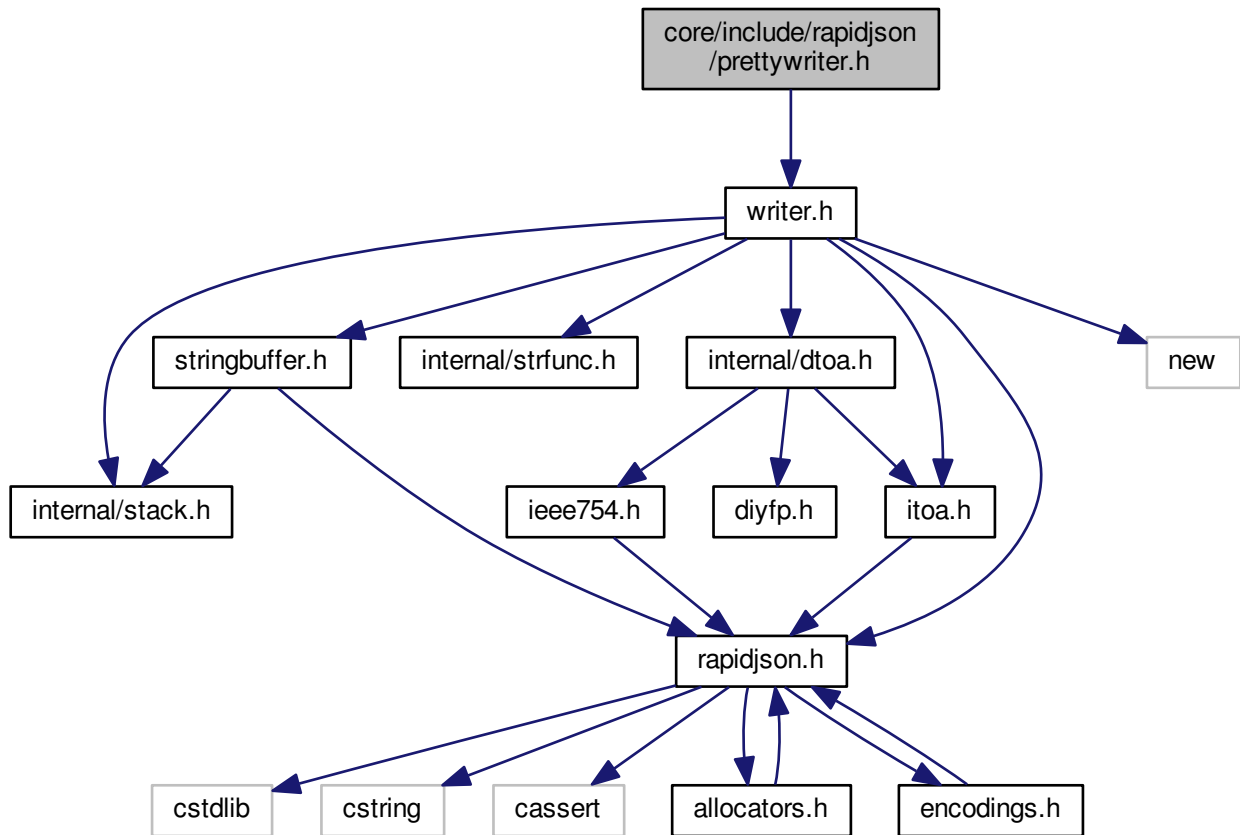 core/include/rapidjson
/prettywriter.h
writer.h
stringbuffer.h
internal/strfunc.h
internal/dtoa.h
new
internal/stack.h
ieee754.h
diyfp.h
itoa.h
rapidjson.h
cstdlib
cstring
cassert
allocators.h
encodings.h